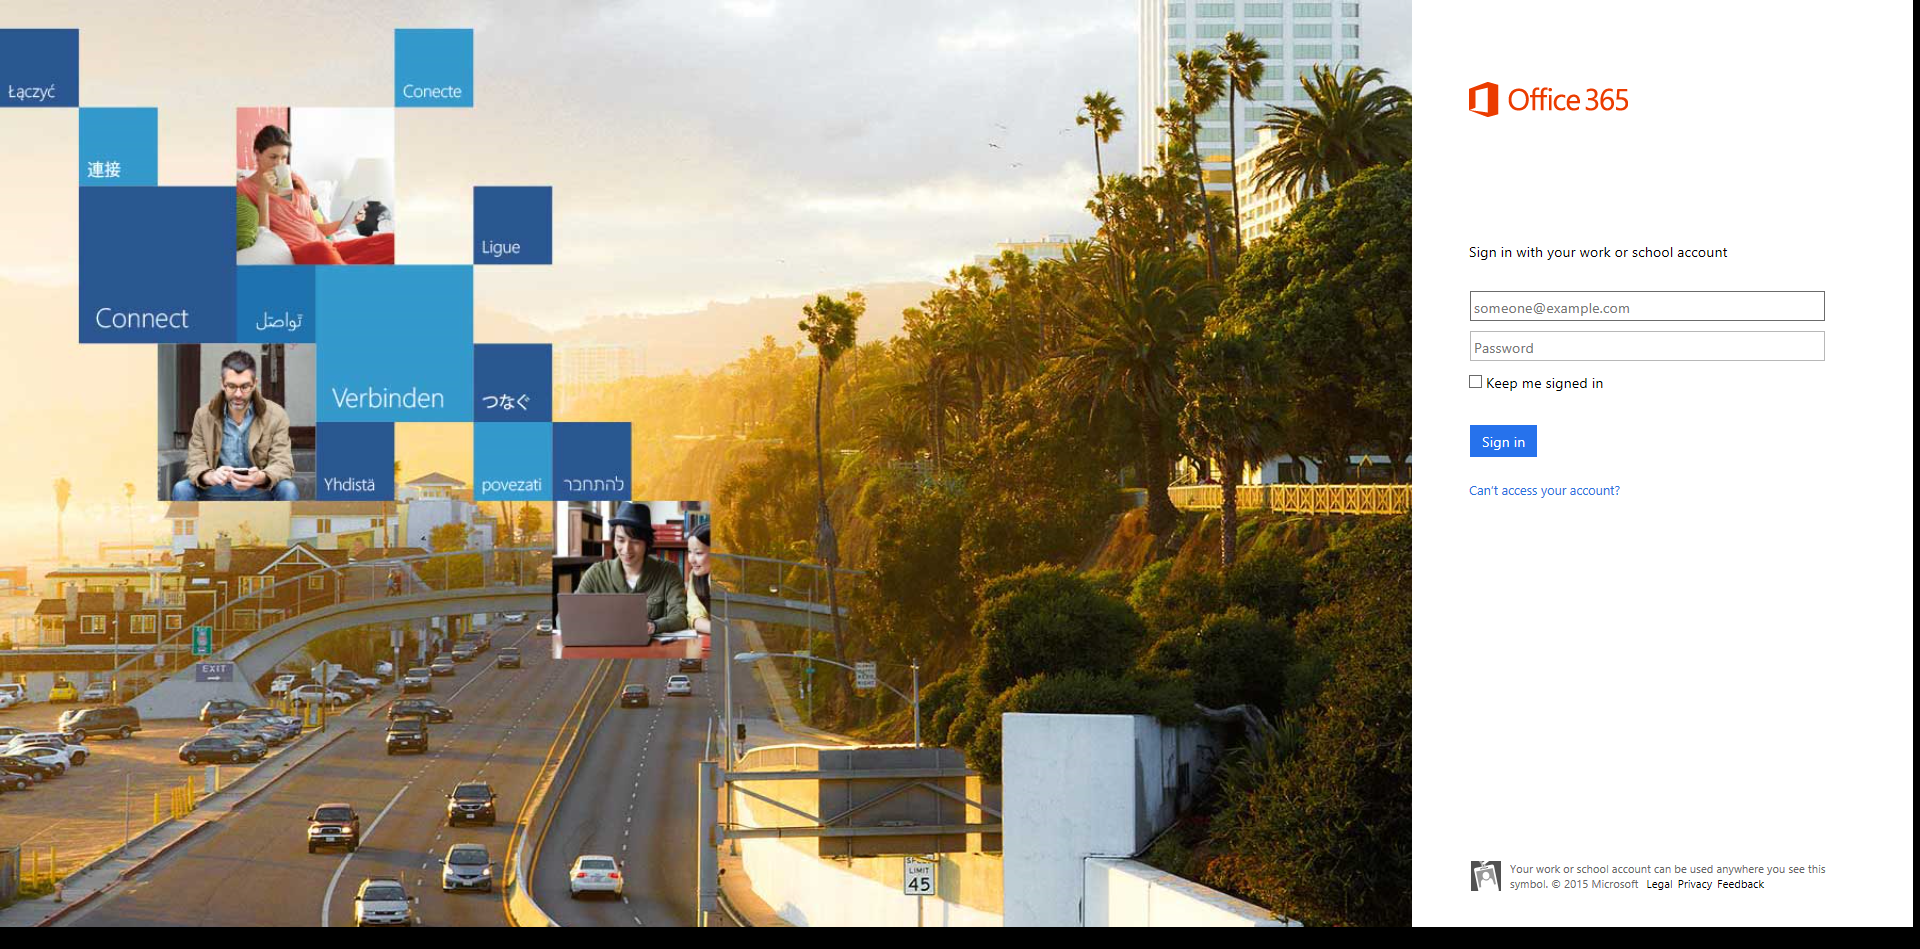 Łączyć
Conecte
連接
Ligue
Connect
تواصَل
Verbinden
つなぐ
Yhdistä
povezati
להתחבר
EXIT
LIMIT
45
Office 365
Sign in with your work or school account
someone@example.com
Password
Keep me signed in
Sign in
Can't access your account?
Your work or school account can be used anywhere you see this
symbol. © 2015 Microsoft Legal Privacy Feedback